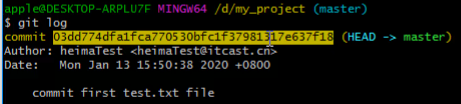 apple@DESKTOP-ARPLU7F MINGW64 /d/my_project (master)
$ git log
commit 03dd774dfa1fca770530bfc1f37981317e637f18 (HEAD -> master)
Author: heimaTest <heimaTest@itcast.cn>
Date:   Mon Jan 13 15:50:38 2020 +0800
    commit first test.txt file